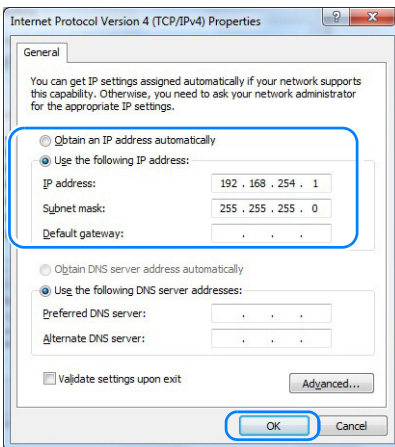 Internet Protocol Version 4 (TCP/IPv4) Properties
General
You can get IP settings assigned automatically if your network supports
this capability. Otherwise, you need to ask your network administrator
for the appropriate IP settings.
Obtain an IP address automatically
Use the following IP address:
IP address: 192 . 168 . 254 . 1
Subnet mask: 255 . 255 . 255 . 0
Default gateway: . . .
Obtain DNS server address automatically
Use the following DNS server addresses:
Preferred DNS server: . . .
Alternate DNS server: . . .
Validate settings upon exit
Advanced...
OK Cancel